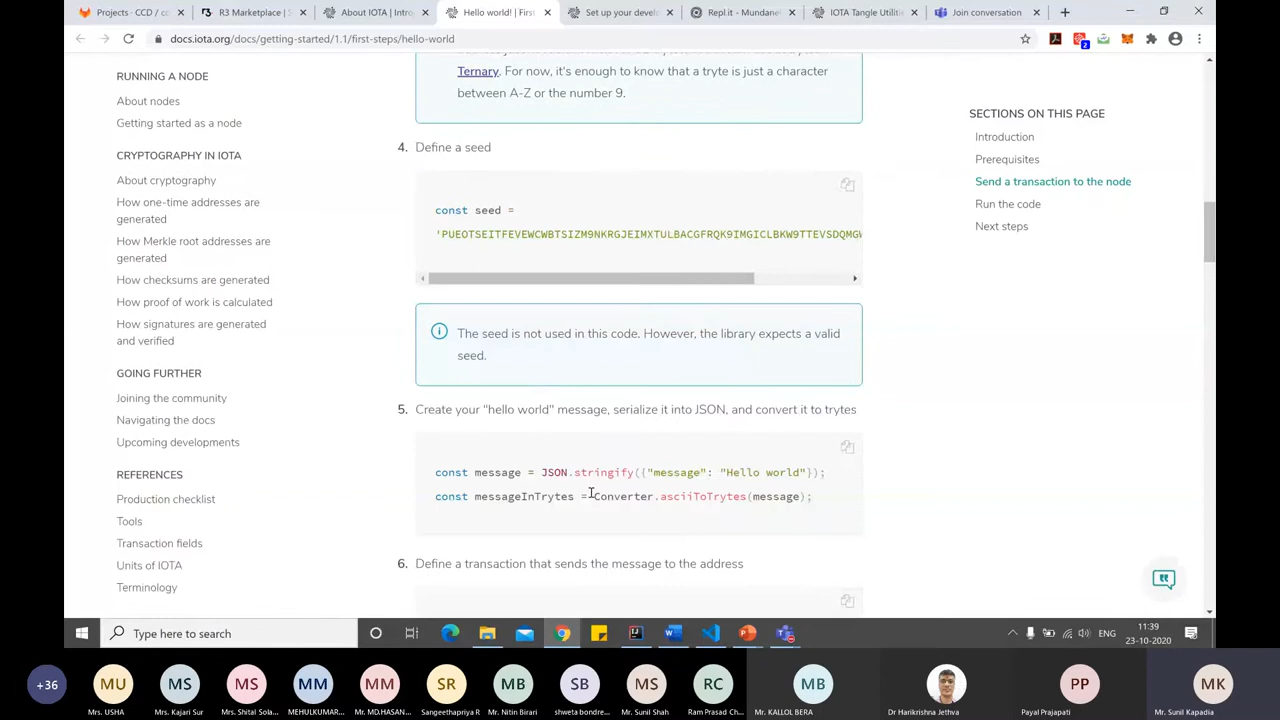 Projects · CCD / cc
R3 Marketplace | S
About IOTA | Intro
Hello world! | Firs
Set up your devel
Repl.it - Mundane
IOTA Tangle Utilitie
Join conversation
docs.iota.org/docs/getting-started/1.1/first-steps/hello-world
2
RUNNING A NODE
About nodes
Getting started as a node
CRYPTOGRAPHY IN IOTA
About cryptography
How one-time addresses are
generated
How Merkle root addresses are
generated
How checksums are generated
How proof of work is calculated
How signatures are generated
and verified
GOING FURTHER
Joining the community
Navigating the docs
Upcoming developments
REFERENCES
Production checklist
Tools
Transaction fields
Units of IOTA
Terminology
Ternary. For now, it's enough to know that a tryte is just a character
between A-Z or the number 9.
4. Define a seed
const seed =
'PUEOTSEITFEVEWCWBTSIZM9NKRGJEIMXTULBACGFRQK9IMGICLBKW9TTEVSDQMGW
The seed is not used in this code. However, the library expects a valid
seed.
5. Create your "hello world" message, serialize it into JSON, and convert it to trytes
const message = JSON.stringify({"message": "Hello world"});
const messageInTrytes = Converter.asciiToTrytes(message);
6. Define a transaction that sends the message to the address
SECTIONS ON THIS PAGE
Introduction
Prerequisites
Send a transaction to the node
Run the code
Next steps
Type here to search
ENG
11:39
23-10-2020
+36
MU
MS
MS
MM
MM
SR
MB
SB
MS
RC
MB
PP
MK
Mrs. USHA
Mrs. Kajari Sur
Mrs. Shital Sola...
MEHULKUMAR...
Mr. MD.HASAN...
Sangeethapriya R
Mr. Nitin Birari
shweta bondre...
Mr. Sunil Shah
Ram Prasad Ch...
Mr. KALLOL BERA
Dr Harikrishna Jethva
Payal Prajapati
Mr. Sunil Kapadia